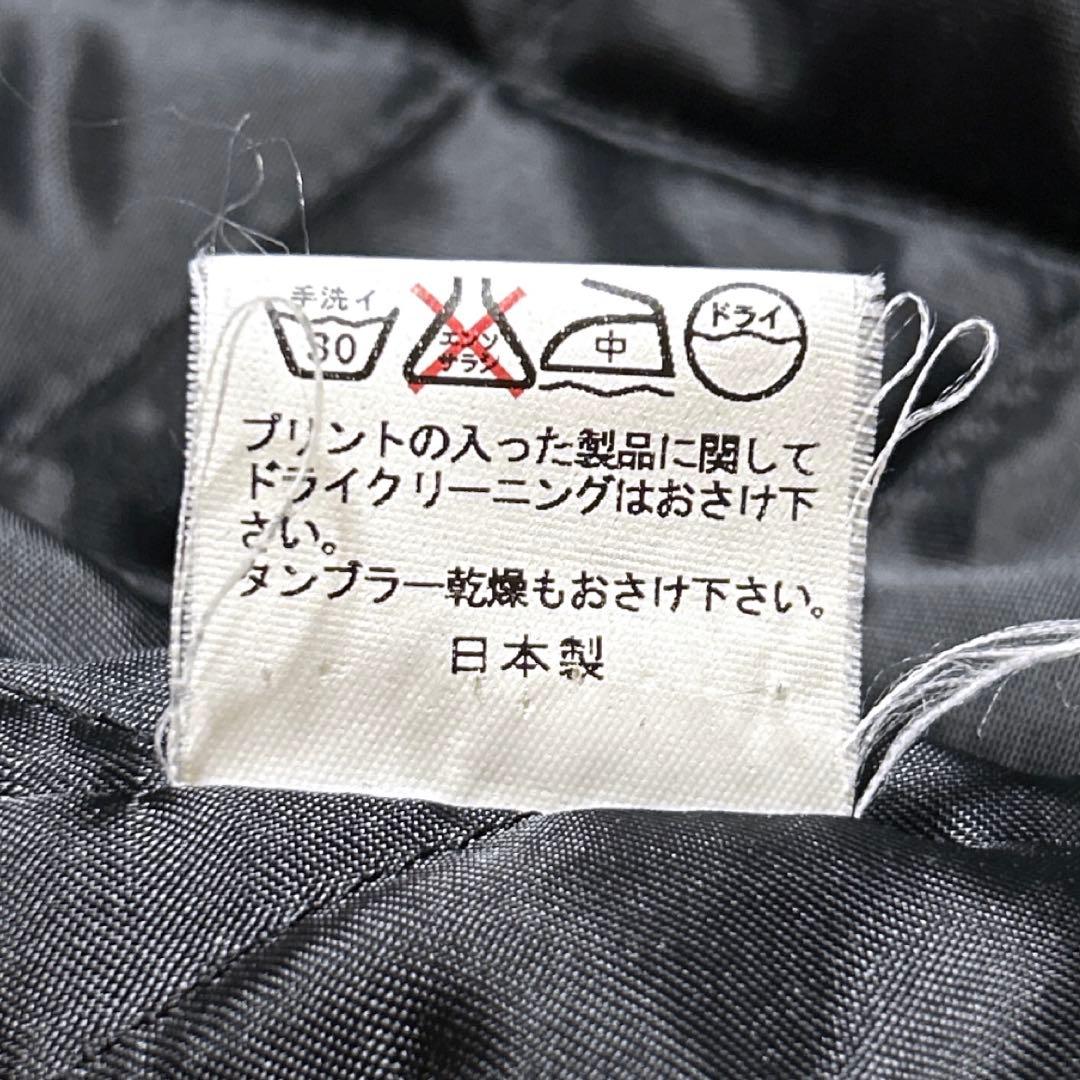 手洗イ
30
エンソ
サラシ
中
ドライ
プリントの入った製品に関して
ドライクリーニングはおさけ下
さい。
タンブラー乾燥もおさけ下さい。
日本製